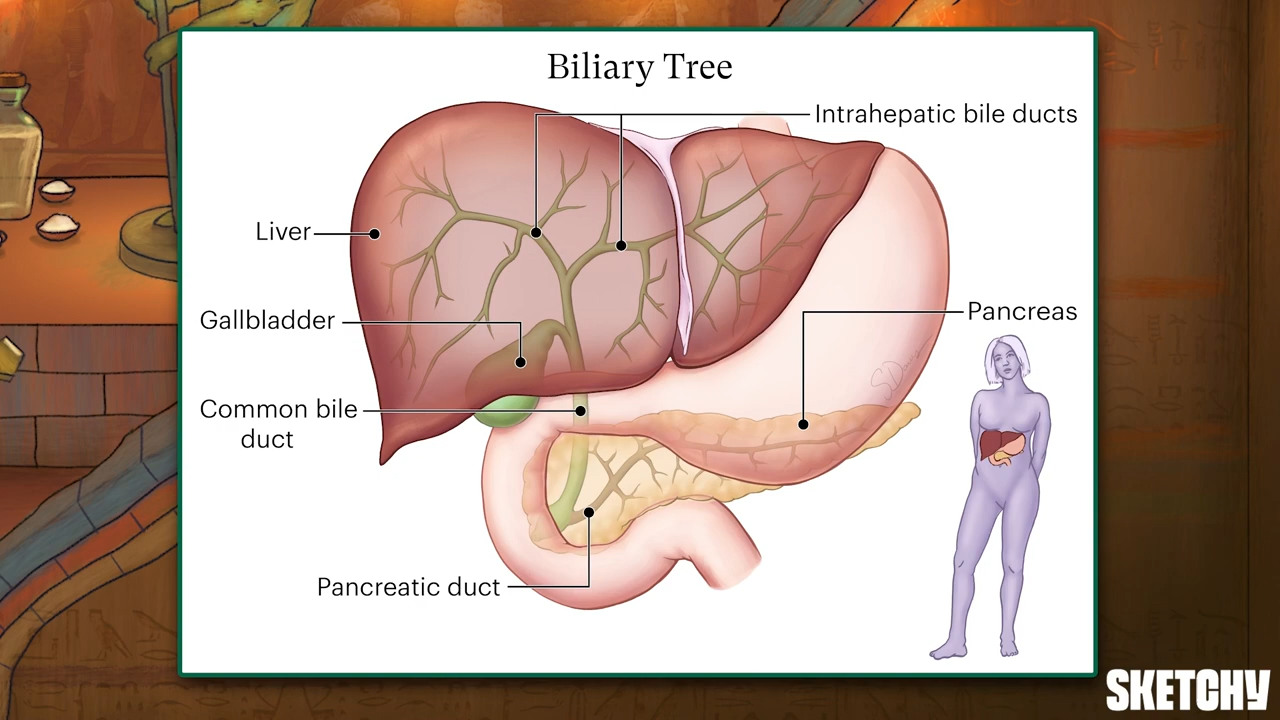 Biliary Tree
Intrahepatic bile ducts
Liver
Gallbladder
Pancreas
Common bile
duct
Pancreatic duct
SKETCHY